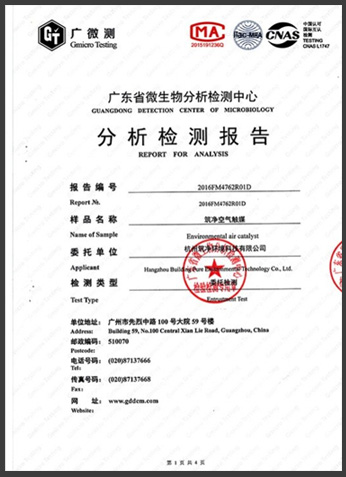 广微测
Gmicro Testing
MA
2015191236Q
ilac-MRA
CNAS
中国认可
国际互认
检测
TESTING
CNAS L1747
广东省微生物分析检测中心
GUANGDONG DETECTION CENTER OF MICROBIOLOGY
分析检测报告
REPORT FOR ANALYSIS
报告编号 2016FM4762R01D
Report №. 2016FM4762R01D
样品名称 筑净空气触媒
Name of Sample Environmental air catalyst
委托单位 杭州筑净环境科技有限公司
Applicant Hangzhou Building Pure Environmental Technology Co., Ltd.
检测类型 委托检测
Test Type Entrustment Test
单位地址: 广州市先烈中路 100 号大院 59 号楼
Address: Building 59, No.100 Central Xian Lie Road, Guangzhou, China
邮政编码: 510070
Postcode:
电话号码: (020)87137666
Tel:
传真号码: (020)87137668
Fax:
网 址: www.gddcm.com
Website:
第 1 页 共 4 页